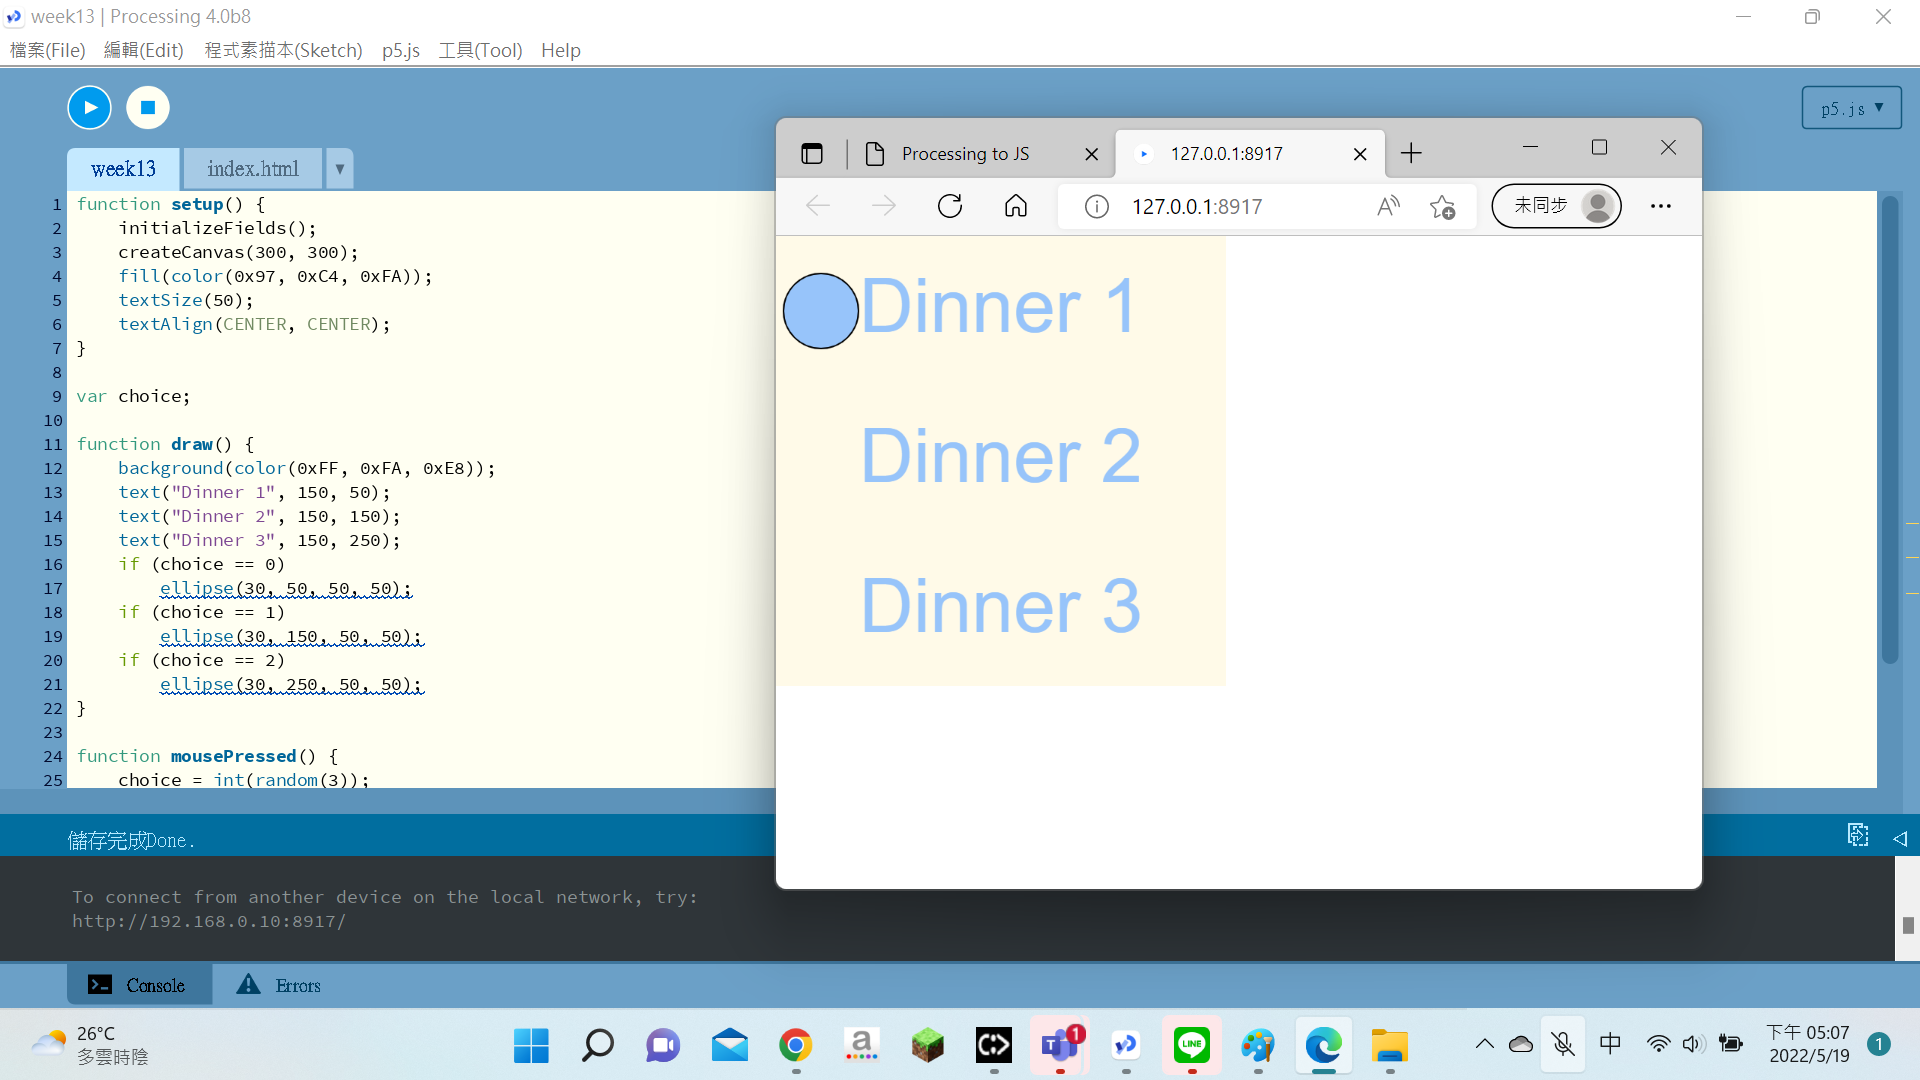 week13 | Processing 4.0b8
檔案(File) 編輯(Edit) 程式素描本(Sketch) p5.js 工具(Tool) Help
p5.js ▼
week13 index.html ▼
1 function setup() {
2 initializeFields();
3 createCanvas(300, 300);
4 fill(color(0x97, 0xC4, 0xFA));
5 textSize(50);
6 textAlign(CENTER, CENTER);
7 }
8
9 var choice;
10
11 function draw() {
12 background(color(0xFF, 0xFA, 0xE8));
13 text("Dinner 1", 150, 50);
14 text("Dinner 2", 150, 150);
15 text("Dinner 3", 150, 250);
16 if (choice == 0)
17 ellipse(30, 50, 50, 50);
18 if (choice == 1)
19 ellipse(30, 150, 50, 50);
20 if (choice == 2)
21 ellipse(30, 250, 50, 50);
22 }
23
24 function mousePressed() {
25 choice = int(random(3));
Processing to JS 127.0.0.1:8917
127.0.0.1:8917 未同步
Dinner 1
Dinner 2
Dinner 3
儲存完成Done.
To connect from another device on the local network, try:
http://192.168.0.10:8917/
Console Errors
26°C
多雲時陰
a
T 1
LINE
中
下午 05:07
2022/5/19
1